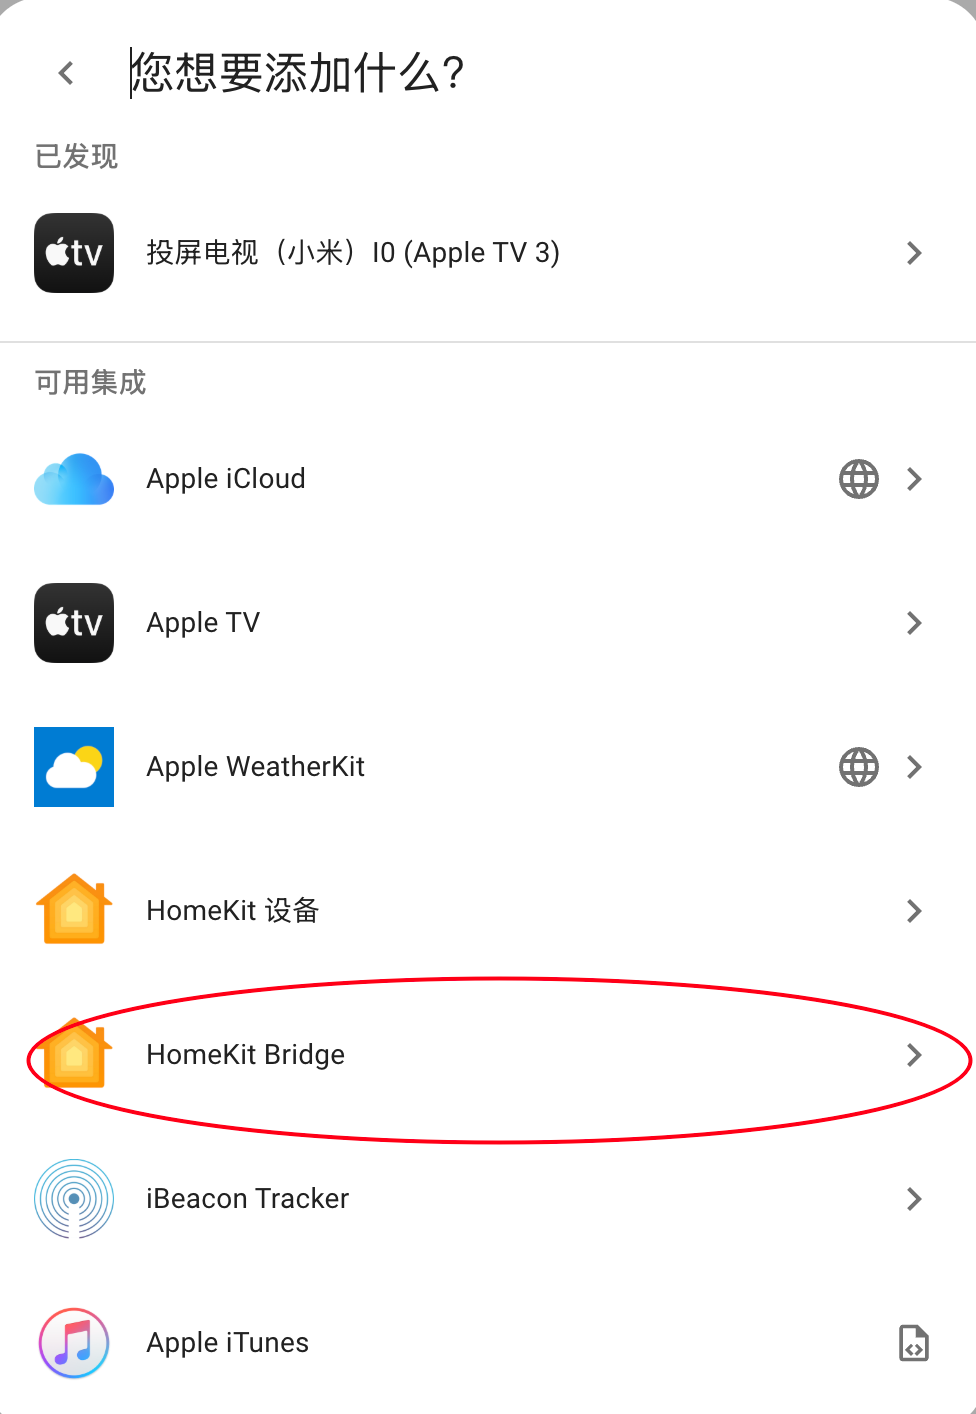 您想要添加什么?
已发现
tv
投屏电视（小米）I0 (Apple TV 3)
可用集成
Apple iCloud
tv
Apple TV
Apple WeatherKit
HomeKit 设备
HomeKit Bridge
iBeacon Tracker
Apple iTunes